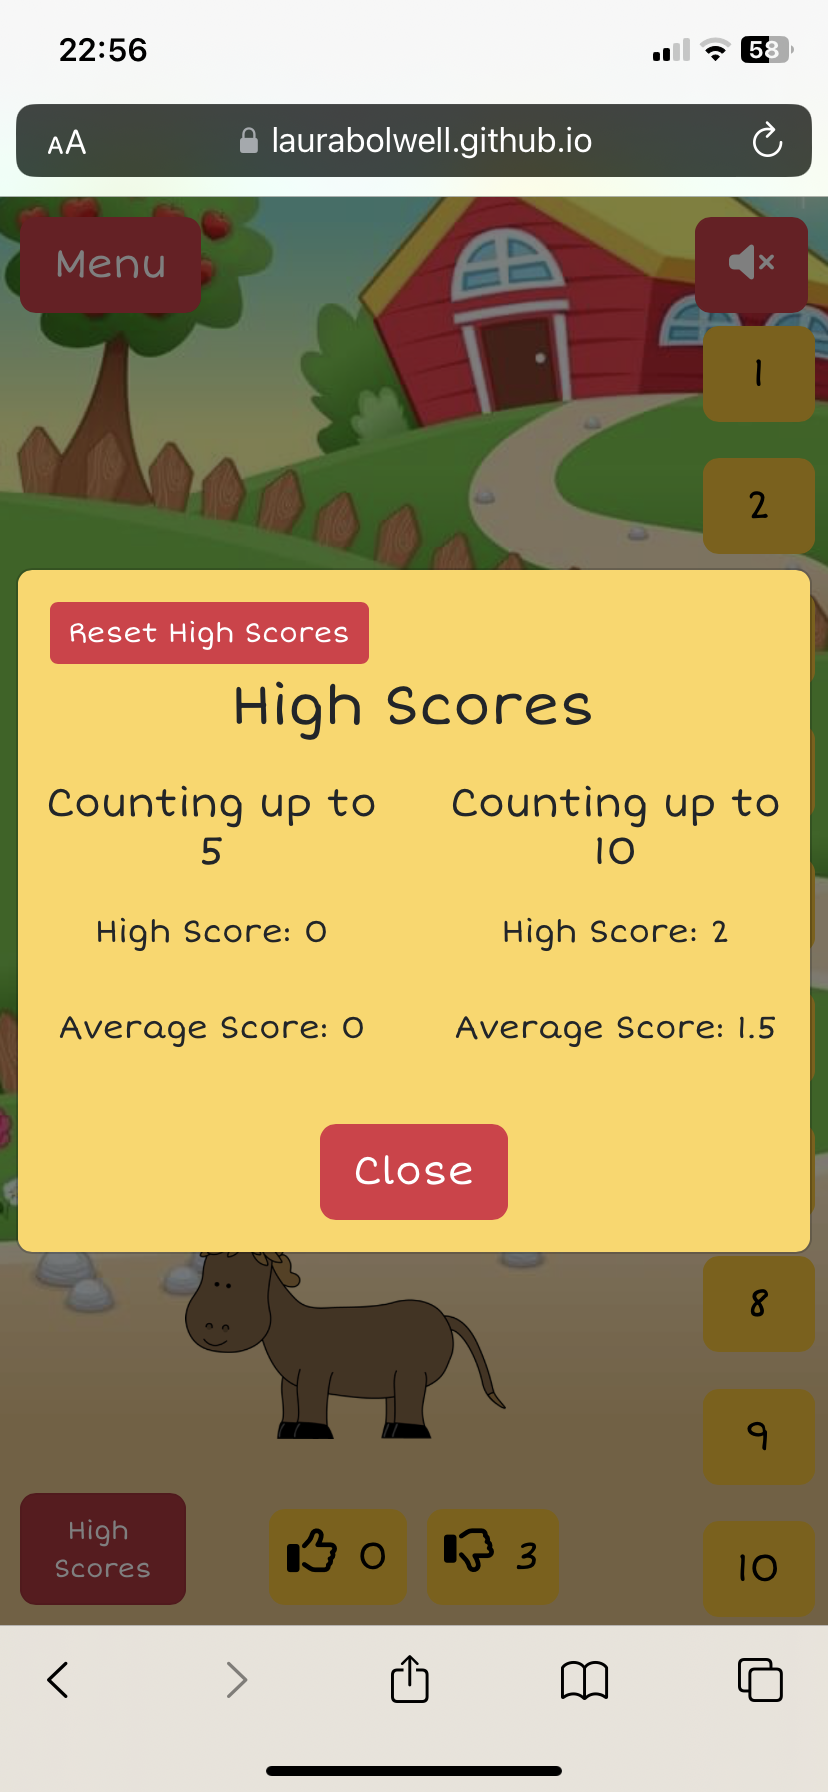 22:56
58
AA
laurabolwell.github.io
Menu
1
2
Reset High Scores
High Scores
Counting up to
5
High Score: 0
Average Score: 0
Counting up to
10
High Score: 2
Average Score: 1.5
Close
8
9
High
Scores
0
3
10